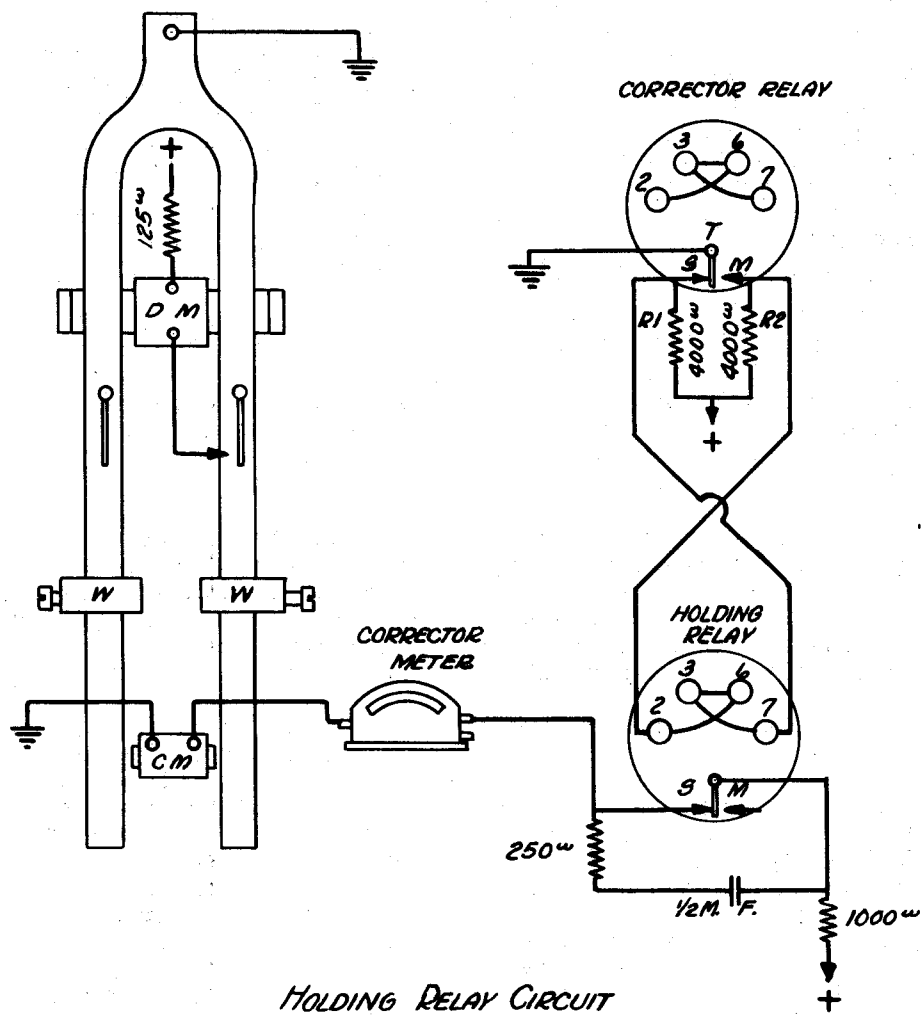 CORRECTOR RELAY
3 6
2 7
T
S M
+
125ω
D M
R1 4000ω 4000ω R2
+
W W
HOLDING
RELAY
3 6
2 7
CORRECTOR
METER
C M
S M
250ω
1/2 M. F.
1000ω
+
HOLDING RELAY CIRCUIT